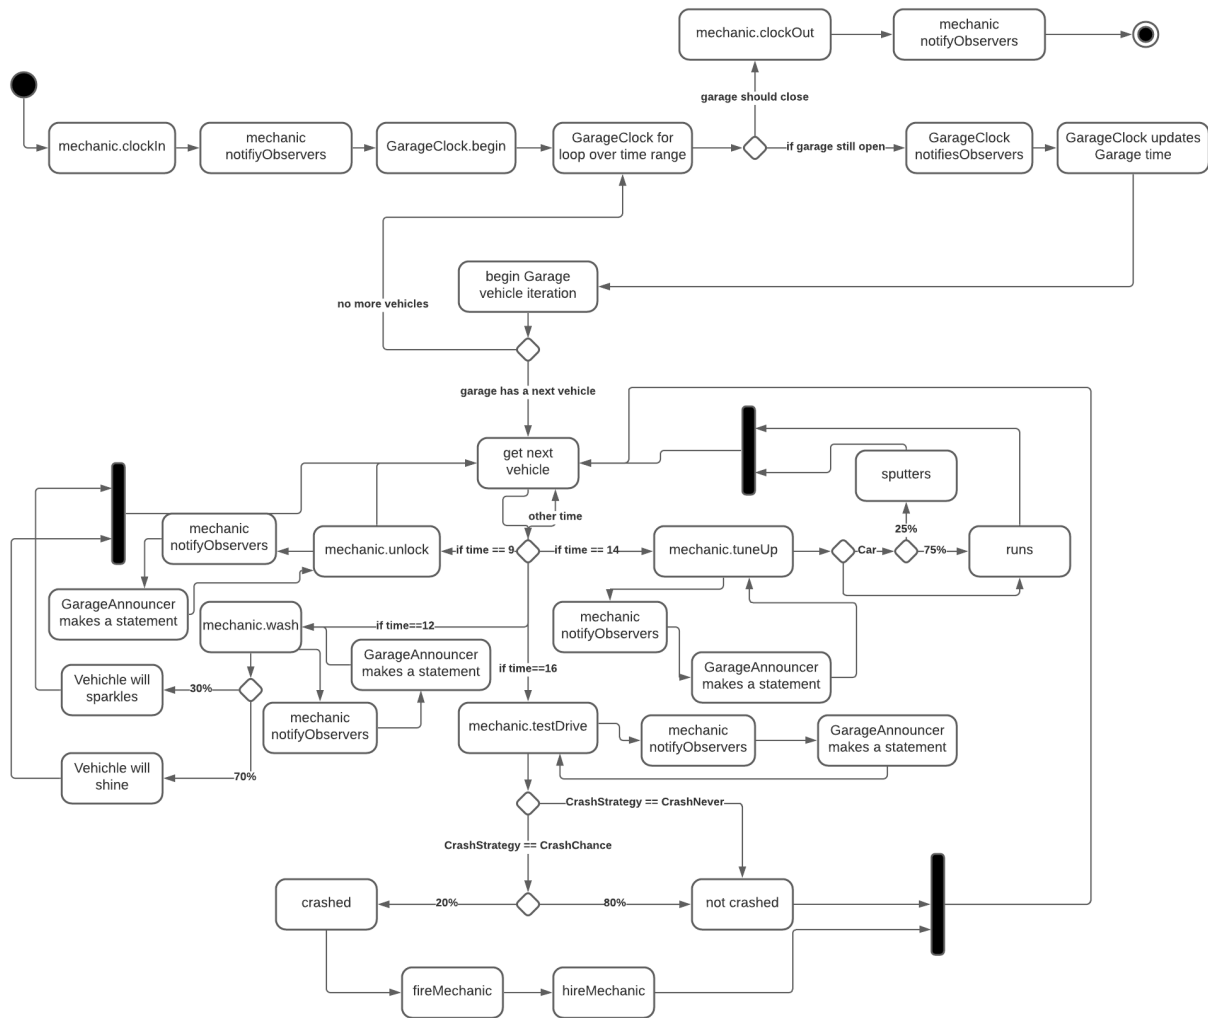 mechanic.clockOut
mechanic
notifyObservers
garage should close
mechanic.clockIn
mechanic
notifiyObservers
GarageClock.begin
GarageClock for
loop over time range
if garage still open
GarageClock
notifiesObservers
GarageClock updates
Garage time
begin Garage
vehicle iteration
no more vehicles
garage has a next vehicle
get next
vehicle
other time
sputters
25%
mechanic
notifyObservers
mechanic.unlock
if time == 9
if time == 14
mechanic.tuneUp
Car
75%
runs
GarageAnnouncer
makes a statement
mechanic.wash
if time==12
mechanic
notifyObservers
GarageAnnouncer
makes a statement
GarageAnnouncer
makes a statement
if time==16
Vehichle will
sparkles
30%
mechanic
notifyObservers
mechanic.testDrive
mechanic
notifyObservers
GarageAnnouncer
makes a statement
Vehichle will
shine
70%
CrashStrategy == CrashNever
CrashStrategy == CrashChance
crashed
20%
80%
not crashed
fireMechanic
hireMechanic